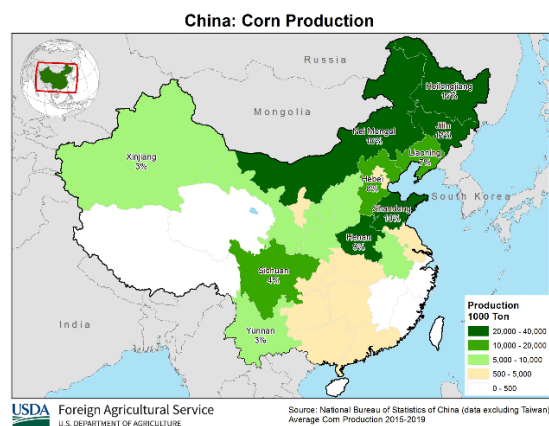 China: Corn Production
Russia
Mongolia
Heilongjiang
Jilin
12%
Nei Mongol
10%
Liaoning
7%
Xinjiang
3%
Hebei
8%
South Korea
Shandong
10%
Henan
9%
Sichuan
4%
Yunnan
3%
India
Production
1000 Ton
20,000 - 40,000
10,000 - 20,000
5,000 - 10,000
500 - 5,000
0 - 500
USDA Foreign Agricultural Service
U.S. DEPARTMENT OF AGRICULTURE
Source: National Bureau of Statistics of China (data excluding Taiwan)
Average Corn Production 2015-2019